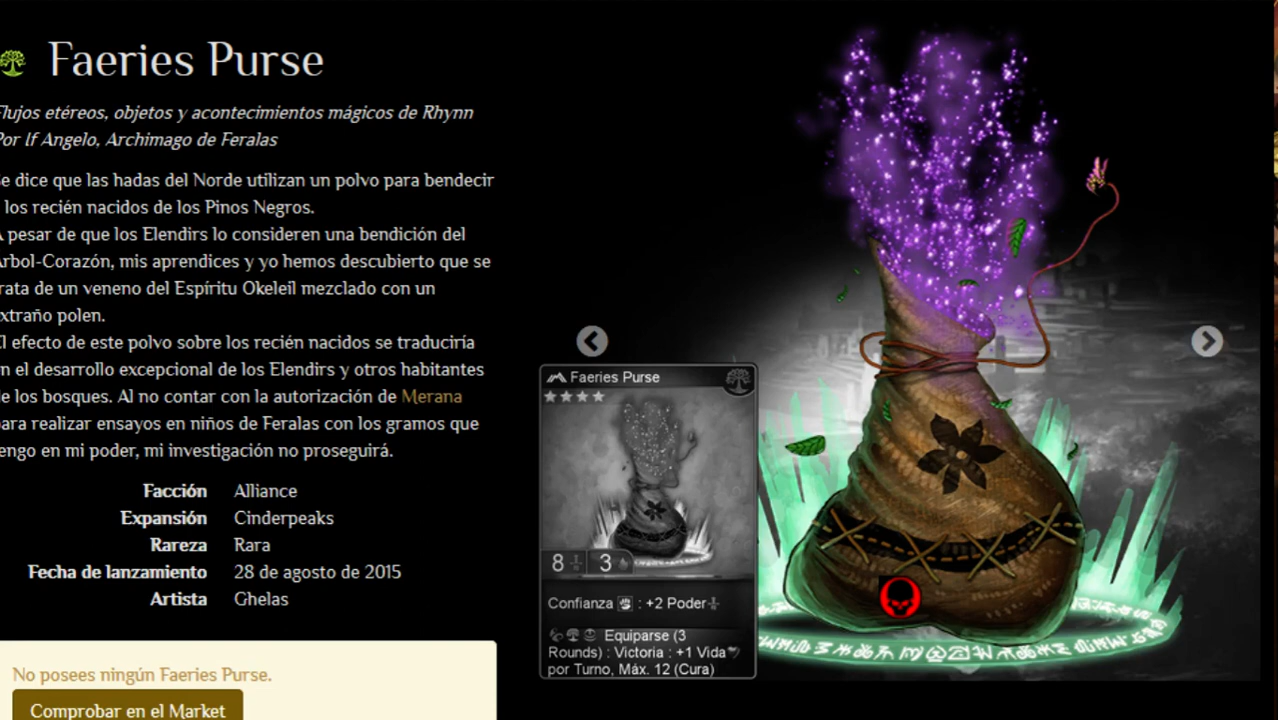 Faeries Purse
Flujos etéreos, objetos y acontecimientos mágicos de Rhynn
Por If Angelo, Archimago de Feralas
e dice que las hadas del Norde utilizan un polvo para bendecir
los recién nacidos de los Pinos Negros.
A pesar de que los Elendirs lo consideren una bendición del
Arbol-Corazón, mis aprendices y yo hemos descubierto que se
rata de un veneno del Espíritu Okeleïl mezclado con un
xtraño polen.
El efecto de este polvo sobre los recién nacidos se traduciría
en el desarrollo excepcional de los Elendirs y otros habitantes
de los bosques. Al no contar con la autorización de Merana
para realizar ensayos en niños de Feralas con los gramos que
engo en mi poder, mi investigación no proseguirá.
Facción Alliance
Expansión Cinderpeaks
Rareza Rara
Fecha de lanzamiento 28 de agosto de 2015
Artista Ghelas
No posees ningún Faeries Purse.
Comprobar en el Market
Faeries Purse
8 3
Confianza : +2 Poder
Equiparse (3
Rounds) : Victoria : +1 Vida
por Turno, Máx. 12 (Cura)